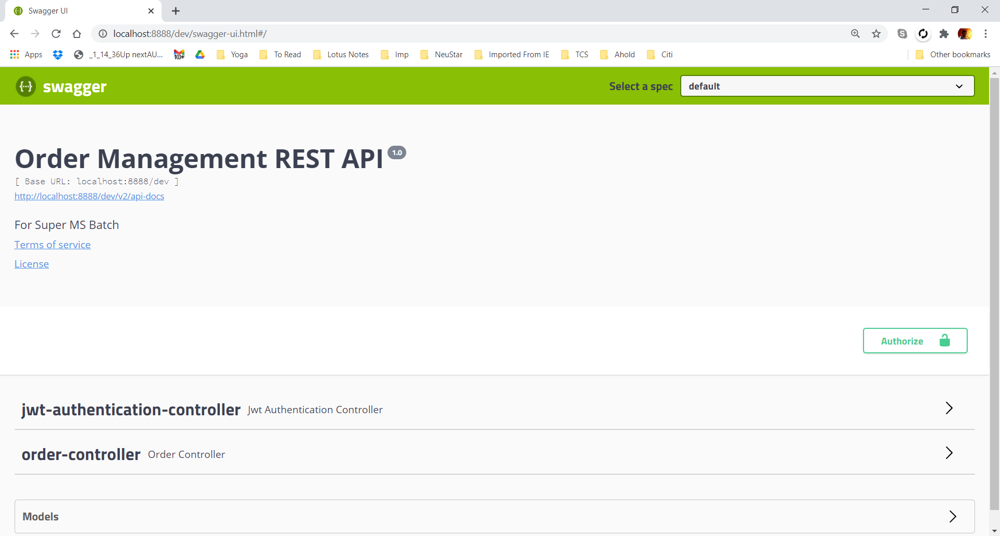 Swagger UI
localhost:8888/dev/swagger-ui.html#/
Apps
_1_14_36Up nextAU...
100+
Yoga
To Read
Lotus Notes
Imp
NeuStar
Imported From IE
TCS
Ahold
Citi
Other bookmarks
{...} swagger
Select a spec
default
Order Management REST API 1.0
[ Base URL: localhost:8888/dev ]
http://localhost:8888/dev/v2/api-docs
For Super MS Batch
Terms of service
License
Authorize
jwt-authentication-controller Jwt Authentication Controller
order-controller Order Controller
Models